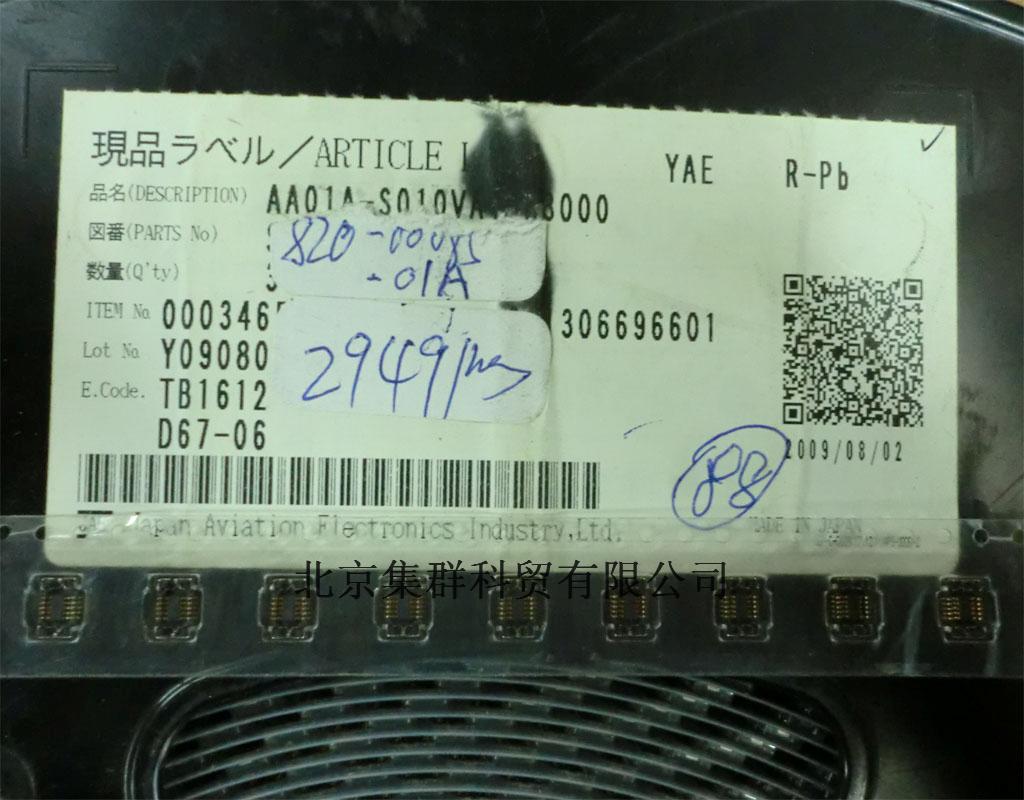 現品ラベル／ARTICLE
YAE R-Pb
品名(DESCRIPTION)
図番(PARTS No)
数量(Q'ty)
-01A
ITEM No. 306696601
Lot No. Y09080
E.Code. TB1612
D67-06
2949
88
2009/08/02
JAE Japan Aviation Electronics Industry,Ltd.
MADE IN JAPAN
北京集群科贸有限公司